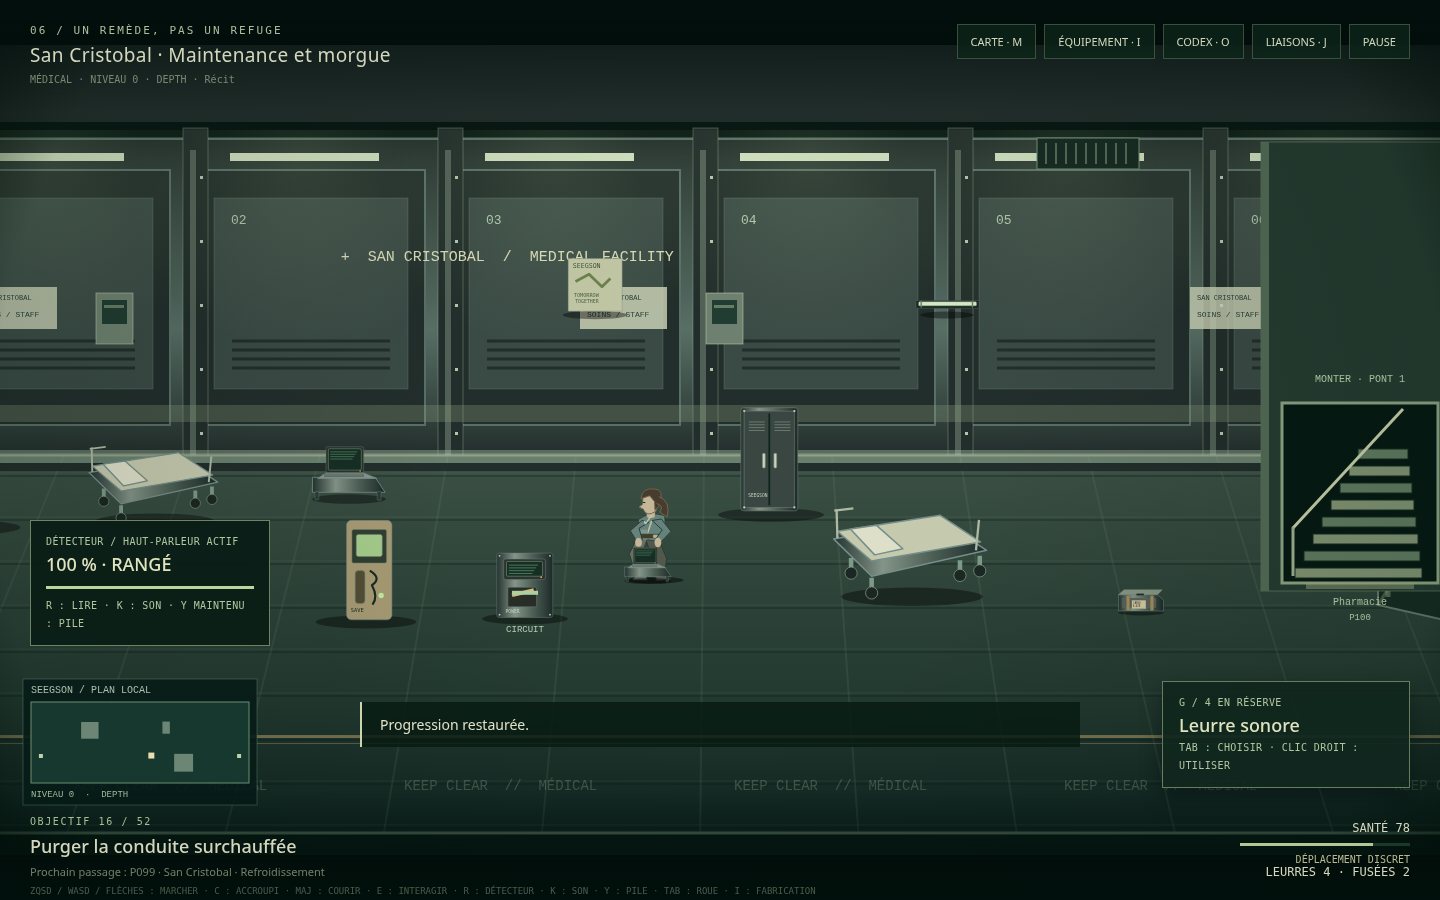 06 / UN REMÈDE, PAS UN REFUGE
San Cristobal · Maintenance et morgue
MÉDICAL · NIVEAU 0 · DEPTH · Récit
CARTE · M
ÉQUIPEMENT · I
CODEX · O
LIAISONS · J
PAUSE
02
03
04
05
+ SAN CRISTOBAL / MEDICAL FACILITY
SEEGSON
TOMORROW
TOGETHER
SOINS / STAFF
SAN CRISTOBAL
SOINS / STAFF
/ STAFF
MONTER · PONT 1
SEEGSON
SAVE
POWER
CIRCUIT
Pharmacie
P100
DÉTECTEUR / HAUT-PARLEUR ACTIF
100 % · RANGÉ
R : LIRE · K : SON · Y MAINTENU
: PILE
SEEGSON / PLAN LOCAL
NIVEAU 0 · DEPTH
Progression restaurée.
G / 4 EN RÉSERVE
Leurre sonore
TAB : CHOISIR · CLIC DROIT :
UTILISER
KEEP CLEAR // MÉDICAL
KEEP CLEAR // MÉDICAL
KEEP CLEAR
OBJECTIF 16 / 52
Purger la conduite surchauffée
Prochain passage : P099 · San Cristobal · Refroidissement
ZQSD / WASD / FLÈCHES : MARCHER · C : ACCROUPI · MAJ : COURIR · E : INTERAGIR · R : DÉTECTEUR · K : SON · Y : PILE · TAB : ROUE · I : FABRICATION
SANTÉ 78
DÉPLACEMENT DISCRET
LEURRES 4 · FUSÉES 2